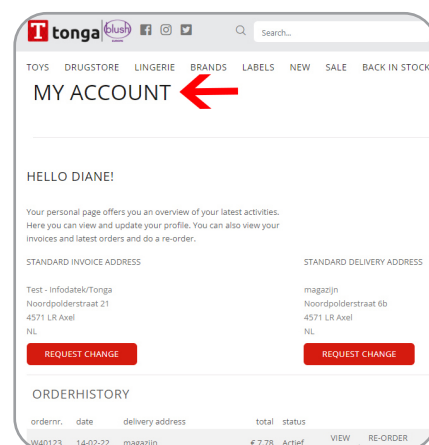 T tonga blush
Search...
TOYS DRUGSTORE LINGERIE BRANDS LABELS NEW SALE BACK IN STOCK
MY ACCOUNT
HELLO DIANE!
Your personal page offers you an overview of your latest activities.
Here you can view and update your profile. You can also view your
invoices and latest orders and do a re-order.
STANDARD INVOICE ADDRESS STANDARD DELIVERY ADDRESS
Test - Infodatek/Tonga magazijn
Noordpolderstraat 21 Noordpolderstraat 6b
4571 LR Axel 4571 LR Axel
NL NL
REQUEST CHANGE REQUEST CHANGE
ORDERHISTORY
ordernr. date delivery address total status
W40123 14-02-22 magazijn € 7,78 Actief VIEW RE-ORDER